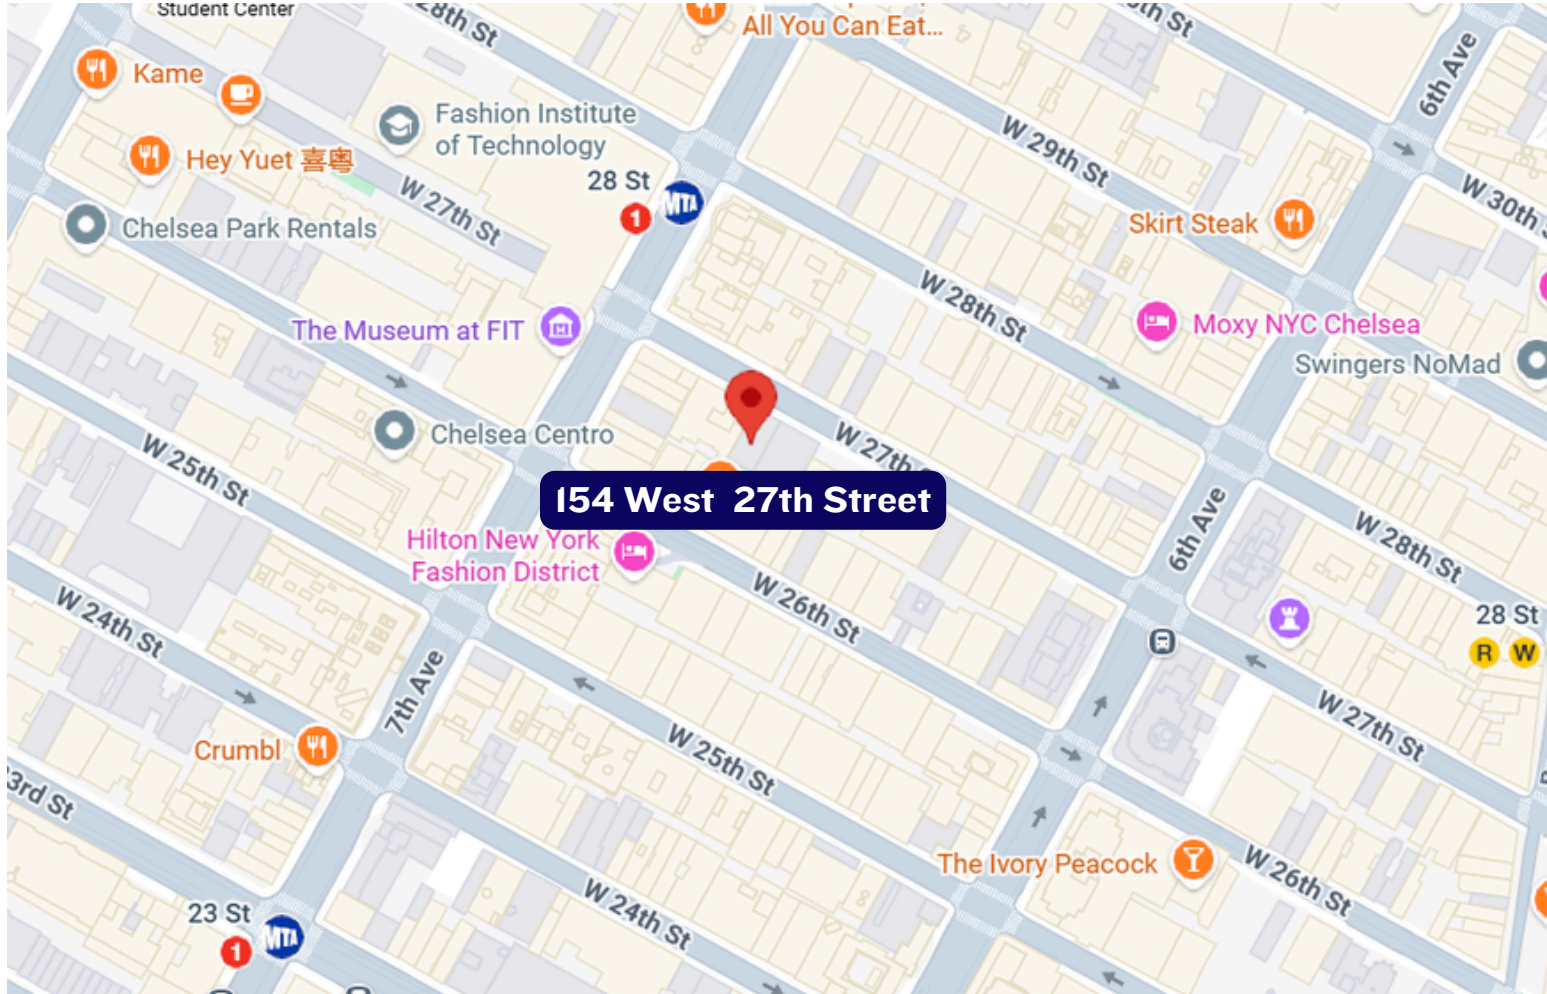 Student Center
28th St
All You Can Eat...
6th Ave
Kame
Fashion Institute
of Technology
W 29th St
Hey Yuet 喜粤
28 St
1
MTA
W 27th St
W 30th S
Chelsea Park Rentals
Skirt Steak
W 28th St
The Museum at FIT
Moxy NYC Chelsea
Swingers NoMad
Chelsea Centro
W 27th
W 25th St
154 West 27th Street
6th Ave
W 28th St
Hilton New York
Fashion District
W 26th St
W 24th St
28 St
R W
7th Ave
W 27th St
Crumbl
W 25th St
3rd St
The Ivory Peacock
W 26th St
W 24th St
23 St
1
MTA